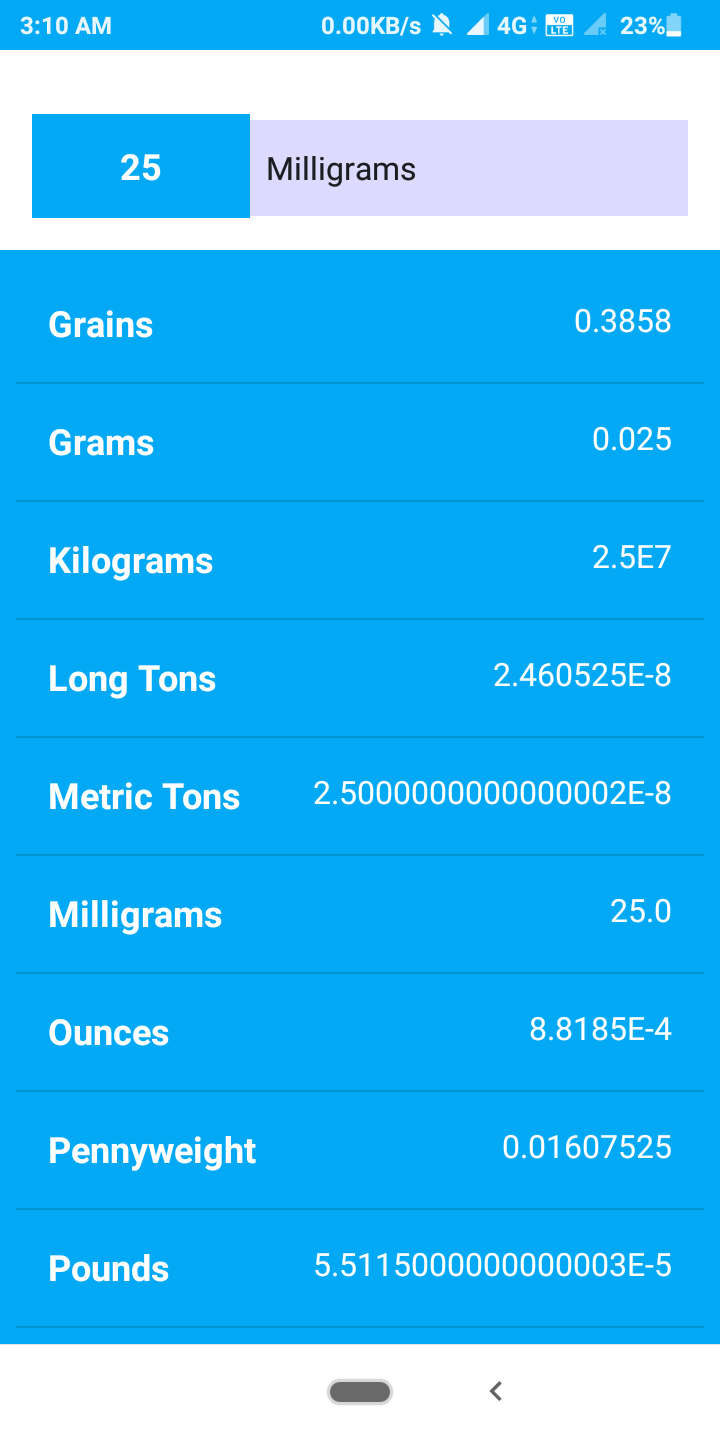 3:10 AM 0.00KB/s 4G VO LTE 23%
25 Milligrams
Grains 0.3858
Grams 0.025
Kilograms 2.5E7
Long Tons 2.460525E-8
Metric Tons 2.5000000000000002E-8
Milligrams 25.0
Ounces 8.8185E-4
Pennyweight 0.01607525
Pounds 5.5115000000000003E-5